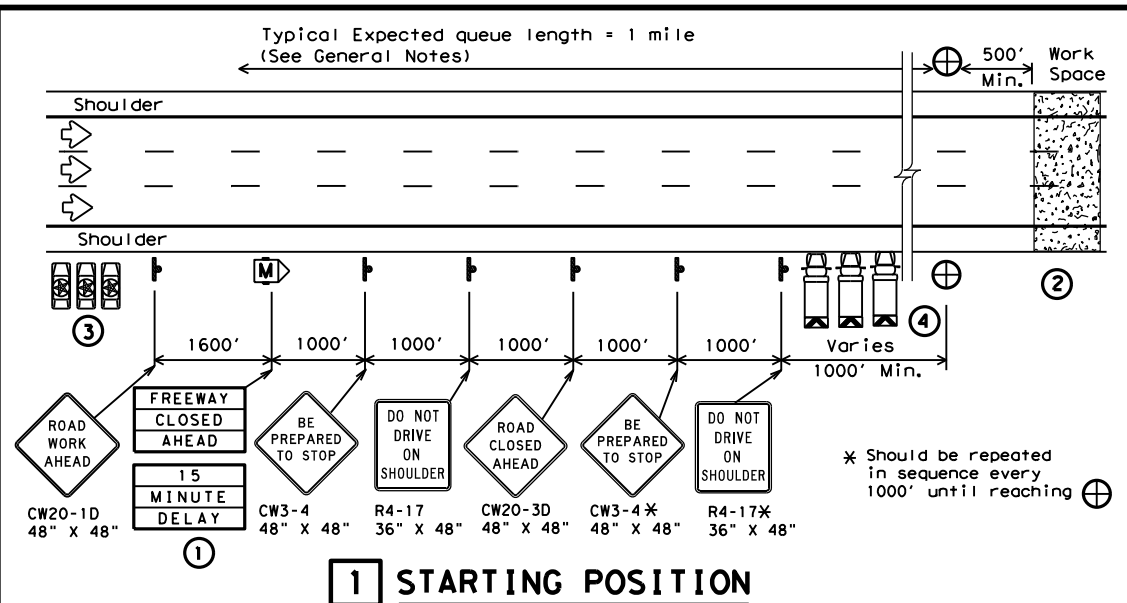 Typical Expected queue length = 1 mile
(See General Notes)
500'
Min.
Work
Space
Shoulder
Shoulder
M
3
4
2
1600'
1000'
1000'
1000'
1000'
1000'
Varies
1000' Min.
ROAD
WORK
AHEAD
CW20-1D
48" X 48"
FREEWAY
CLOSED
AHEAD
15
MINUTE
DELAY
1
BE
PREPARED
TO STOP
CW3-4
48" X 48"
DO NOT
DRIVE
ON
SHOULDER
R4-17
36" X 48"
ROAD
CLOSED
AHEAD
CW20-3D
48" X 48"
BE
PREPARED
TO STOP
CW3-4*
48" X 48"
DO NOT
DRIVE
ON
SHOULDER
R4-17*
36" X 48"
* Should be repeated
in sequence every
1000' until reaching
1 STARTING POSITION